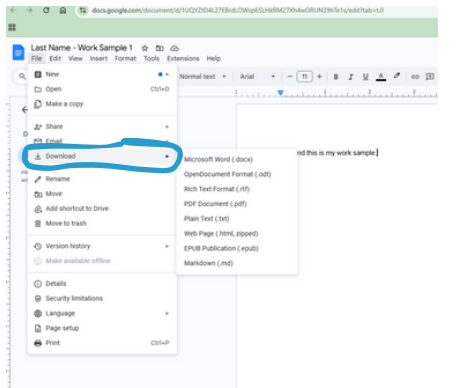 docs.google.com/document/d/
Last Name - Work Sample 1
File Edit View Insert Format Tools Extensions Help
Normal text Arial 11 B I U A
New
Open Ctrl+O
Make a copy
Share
Email
Download
Rename
Move
Add shortcut to Drive
Move to trash
Version history
Make available offline
Details
Security limitations
Language
Page setup
Print Ctrl+P
Microsoft Word (.docx)
OpenDocument Format (.odt)
Rich Text Format (.rtf)
PDF Document (.pdf)
Plain Text (.txt)
Web Page (.html, zipped)
EPUB Publication (.epub)
Markdown (.md)
1 2 3
nd this is my work sample.